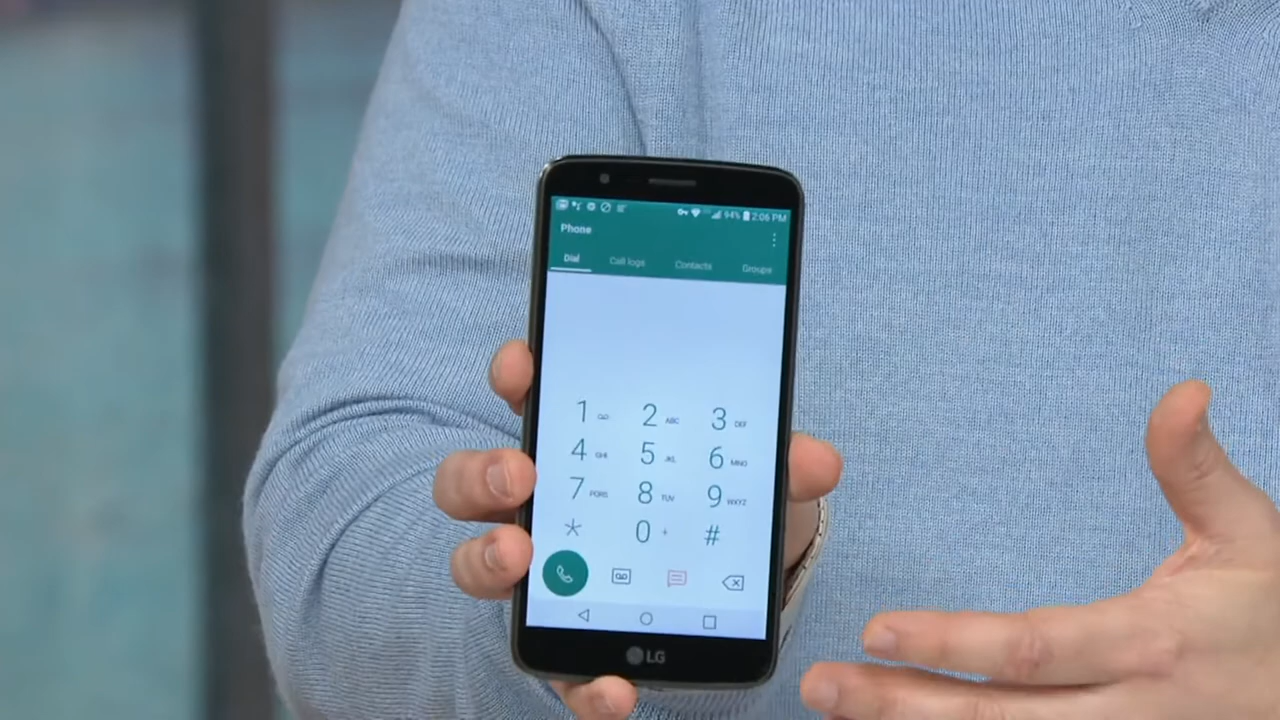 94% 2:06 PM
Phone
Dial Call logs Contacts Groups
1 2 ABC 3 DEF
4 GHI 5 JKL 6 MNO
7 PQRS 8 TUV 9 WXYZ
* 0 + #
LG